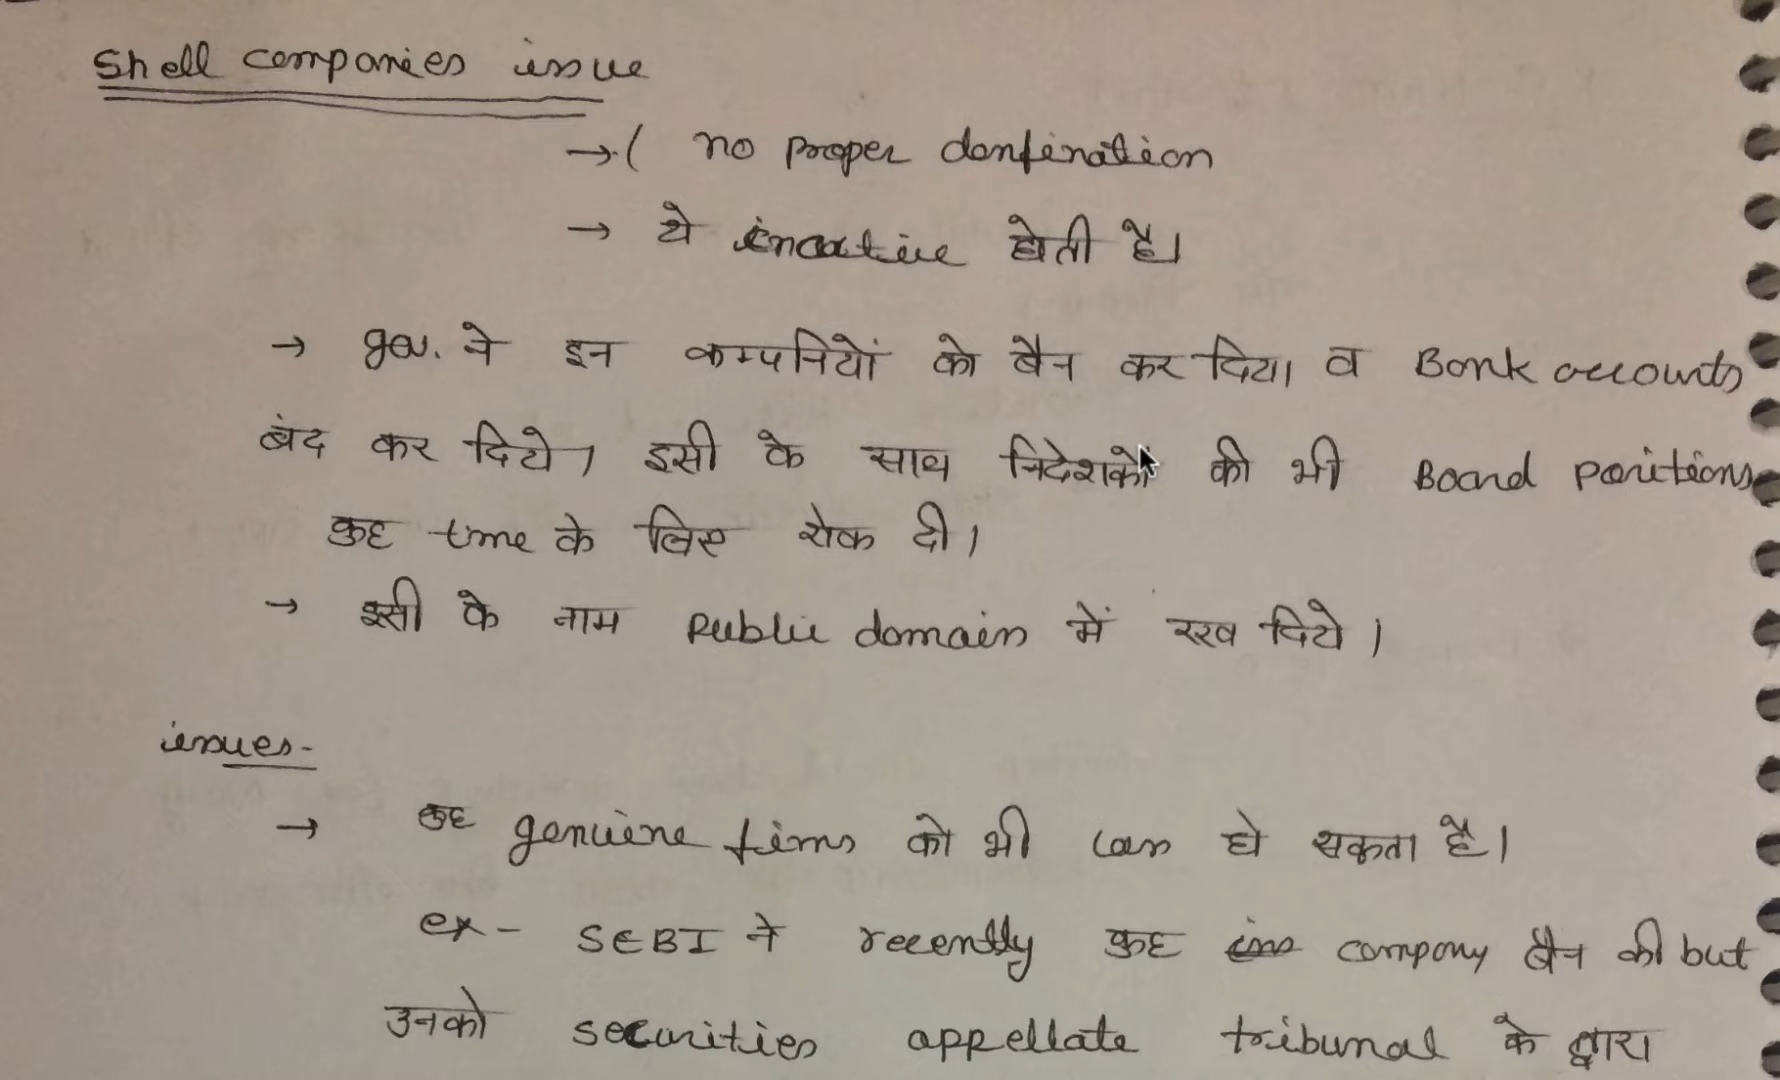 Shell companies issue
→ ( no proper donfination
→ ये inactive होती है।
→ gov. ने इन कम्पनियों को बैन कर दिया व Bank accounts
बंद कर दिये। इसी के साथ निदेशकों की भी Board positions
कुछ time के लिए रोक दी।
→ इसी के नाम Public domain में रख दिये।
issues-
→ कुछ genuine firms को भी loss हो सकता है।
ex - SEBI ने recently कुछ company बैन की but
उनको securities appellate tribunal के द्वारा